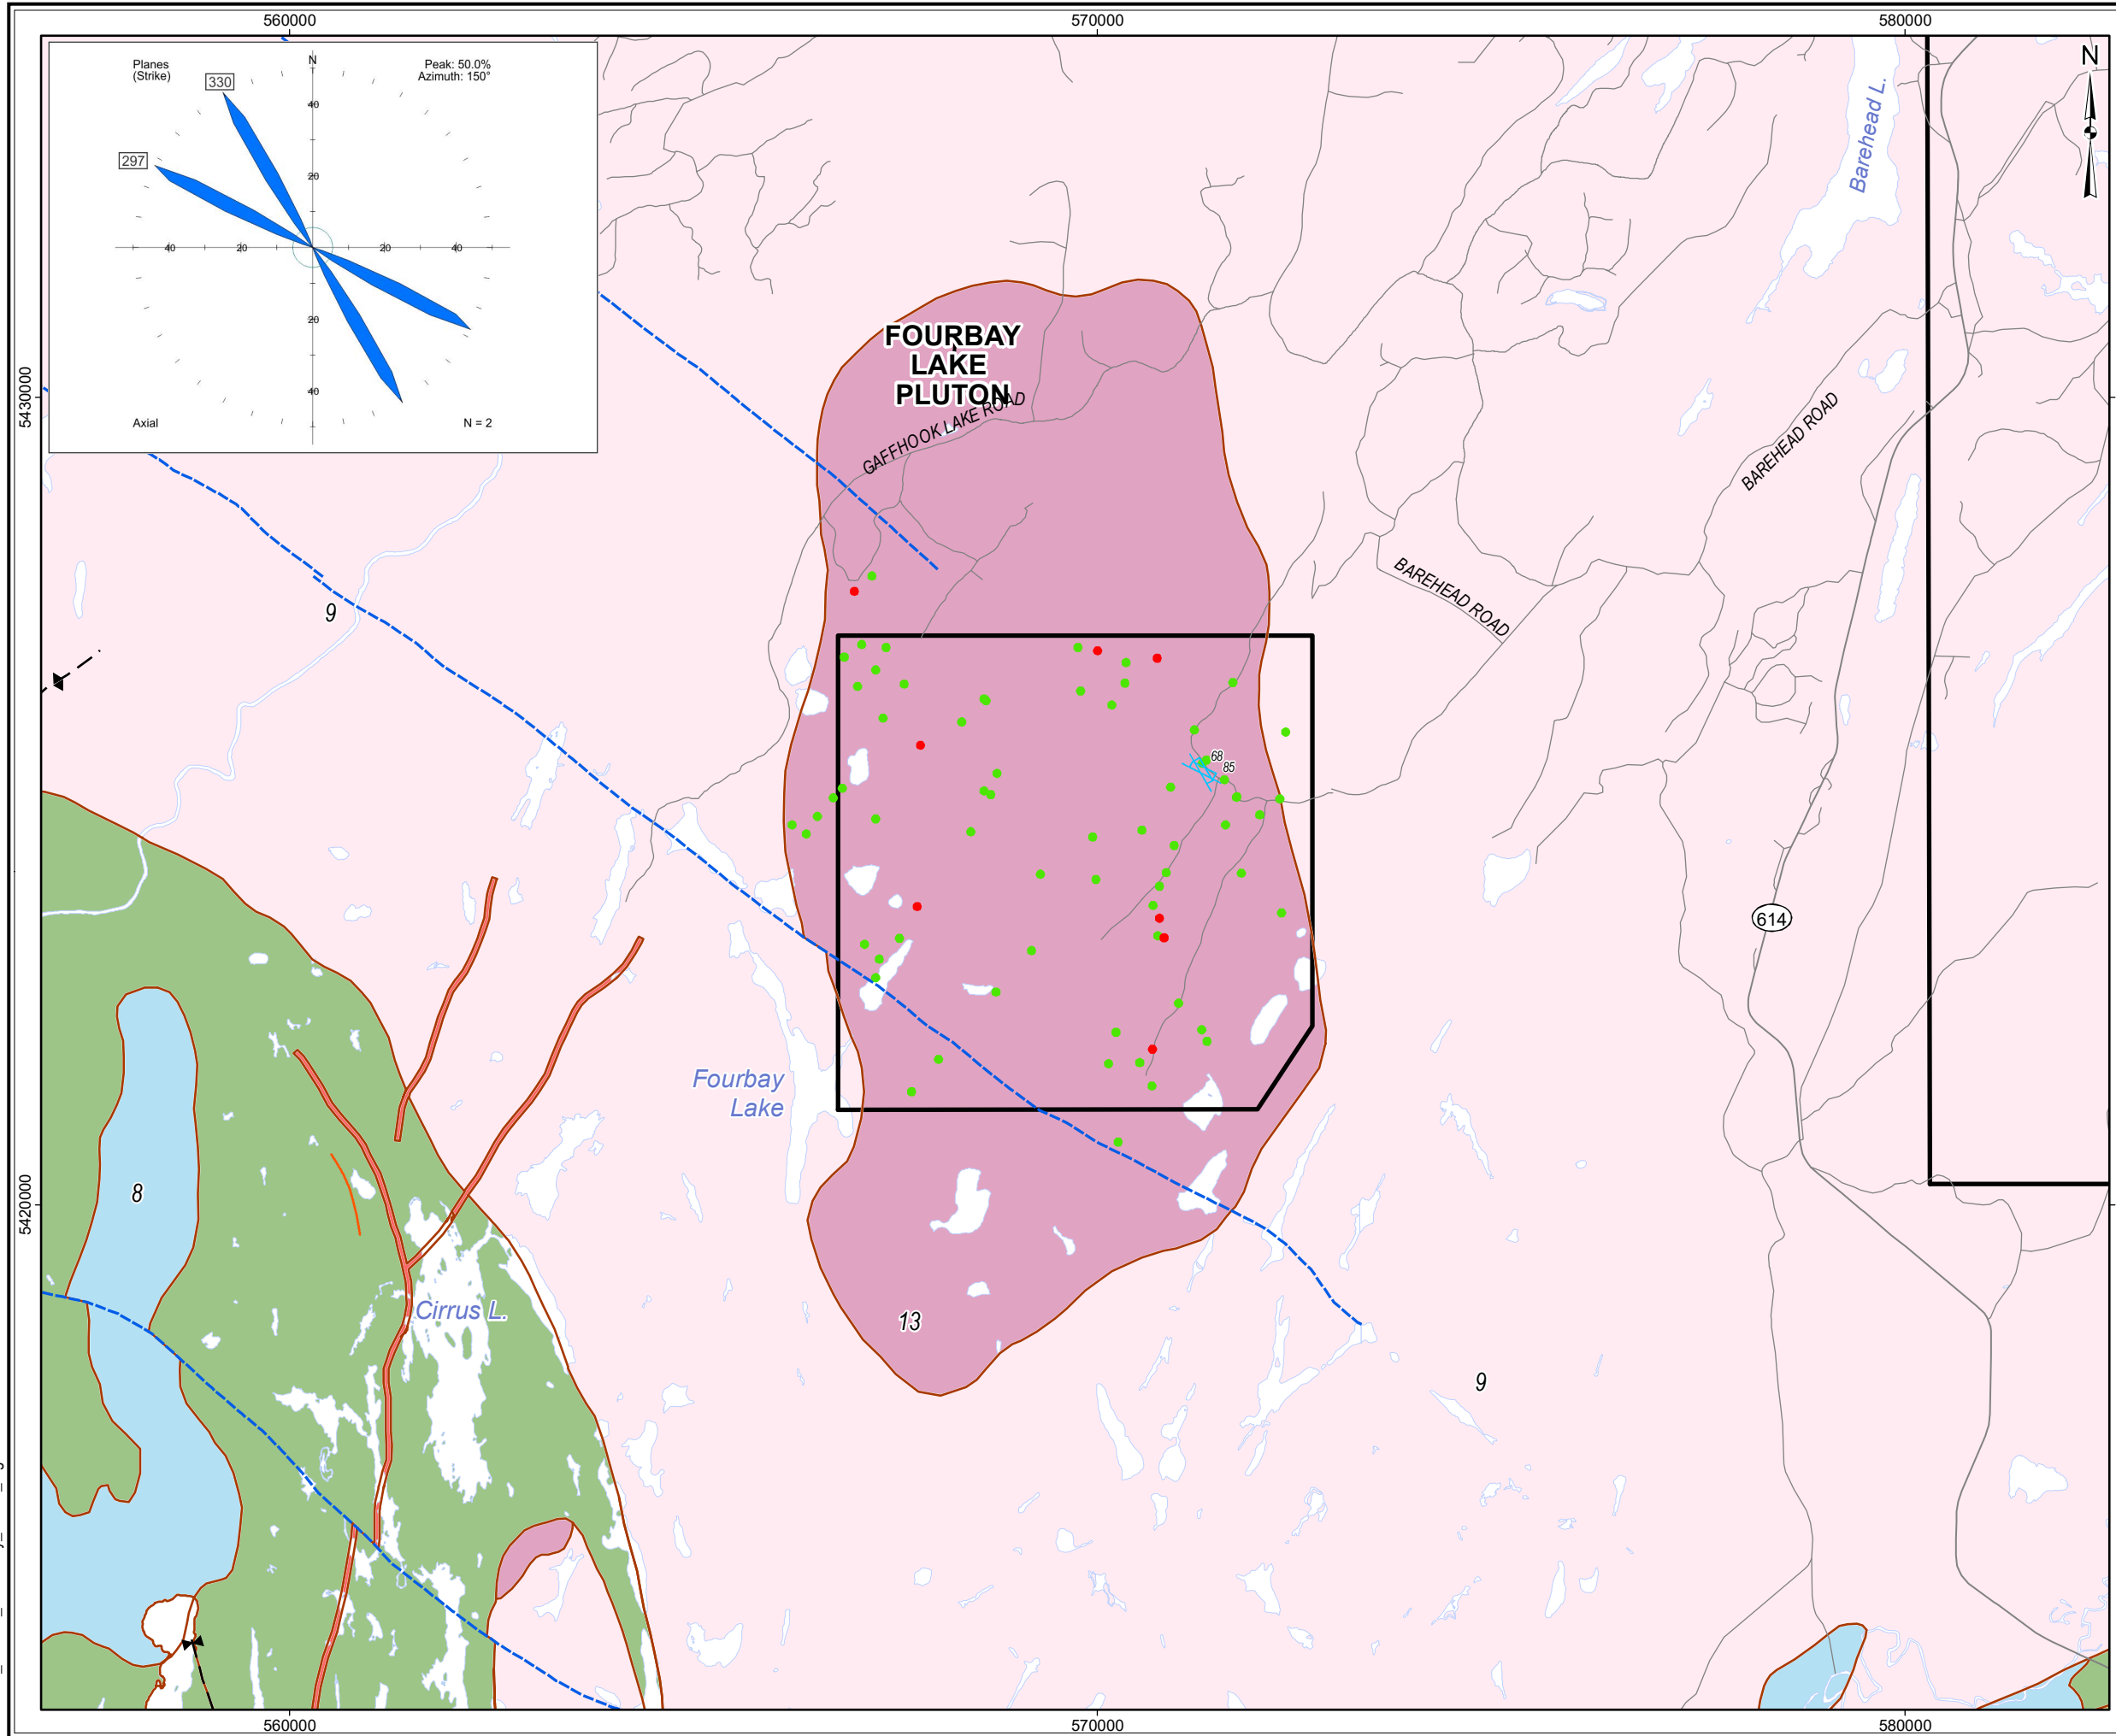 560000
570000
580000
Planes
(Strike)
N
Peak: 50.0%
Azimuth: 150°
330
297
40
20
40
20
20
40
20
40
Axial
N = 2
N
Barehead L.
5430000
FOURBAY
LAKE
PLUTON
GAFFHOOK LAKE ROAD
BAREHEAD ROAD
BAREHEAD ROAD
9
68
85
614
Fourbay
Lake
8
5420000
Cirrus L.
13
9
560000
570000
580000